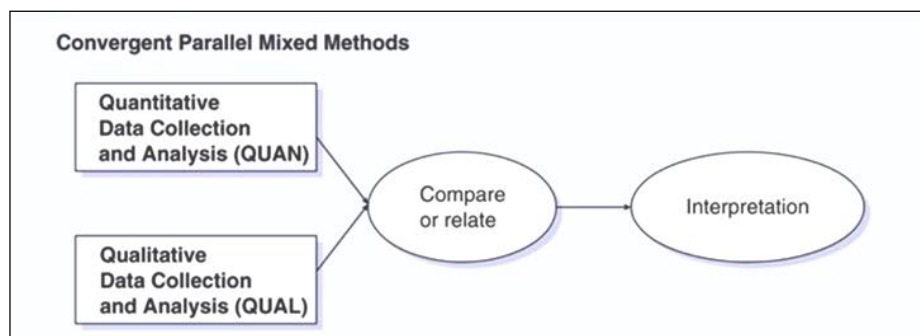 Convergent Parallel Mixed Methods
Quantitative
Data Collection
and Analysis (QUAN)
Compare
or relate
Interpretation
Qualitative
Data Collection
and Analysis (QUAL)